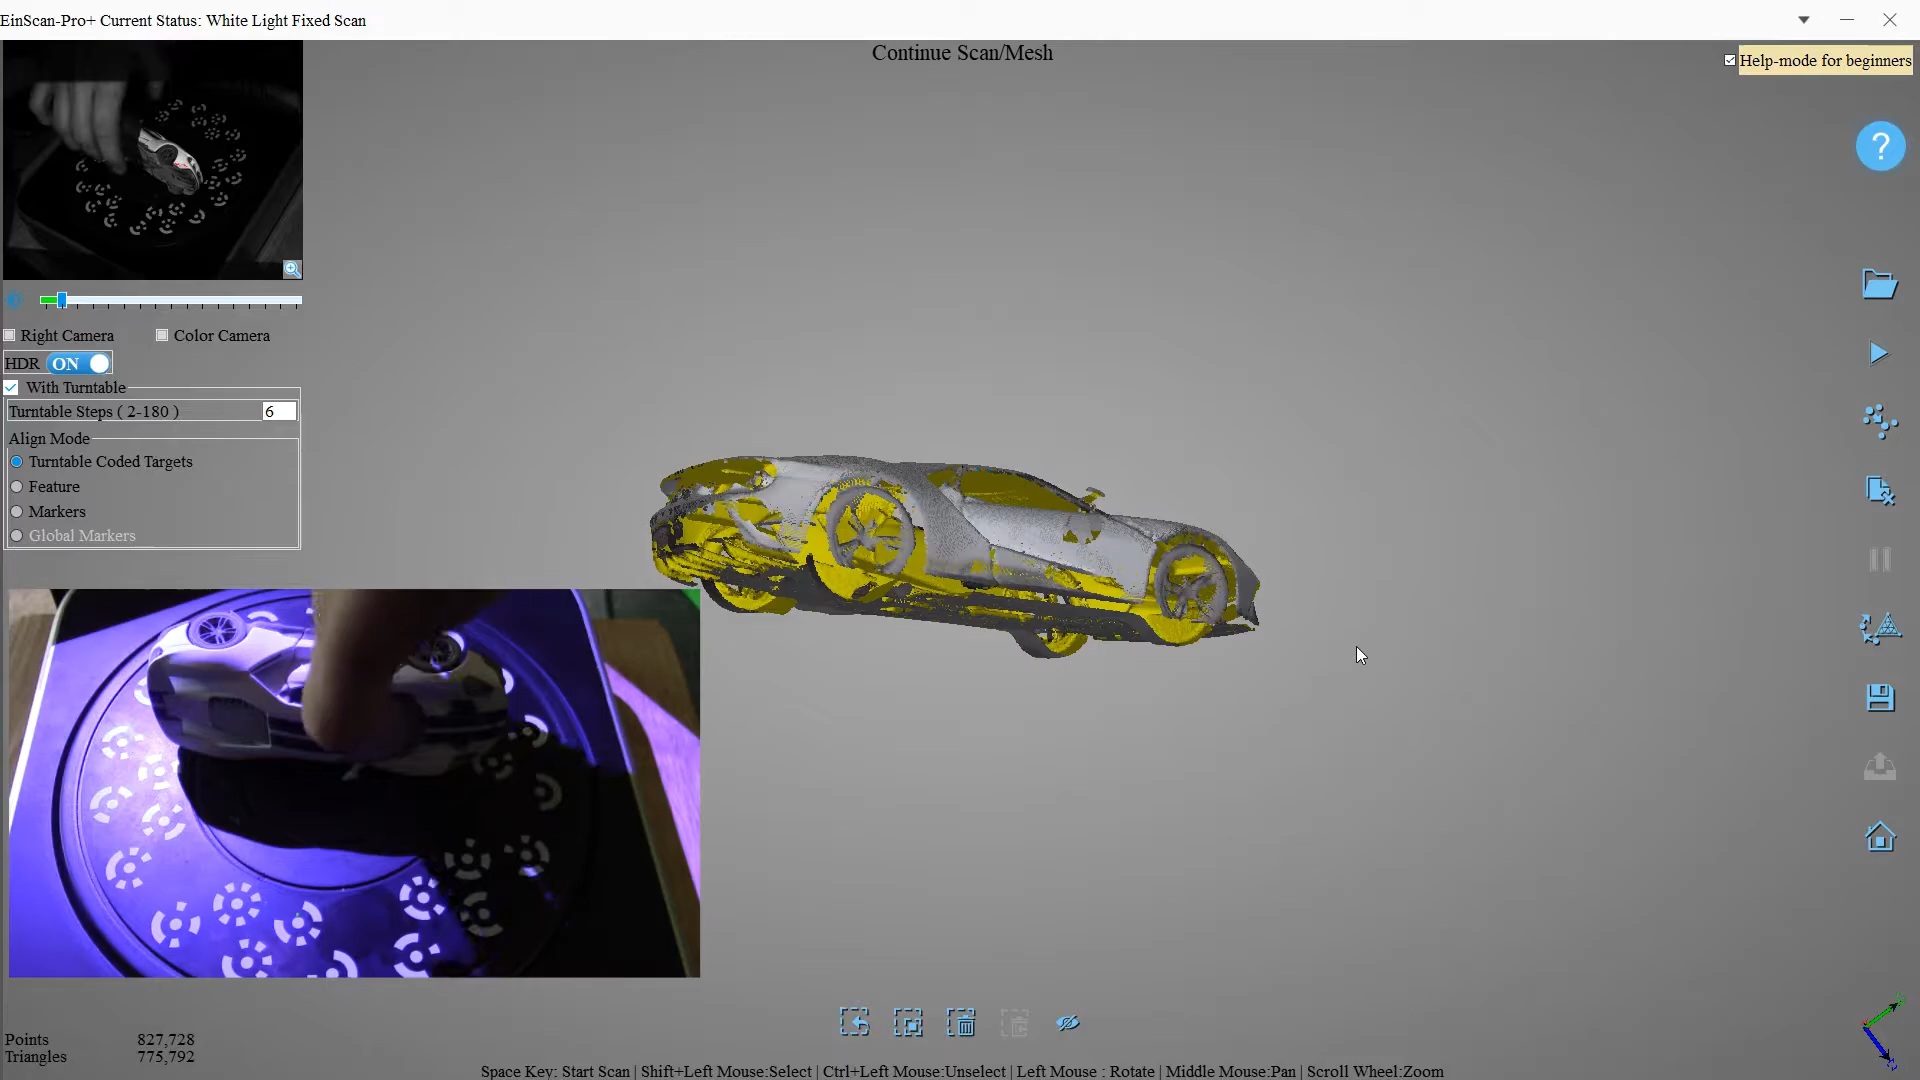 EinScan-Pro+ Current Status: White Light Fixed Scan
Continue Scan/Mesh
Help-mode for beginners
?
Right Camera
Color Camera
HDR ON
With Turntable
Turntable Steps ( 2-180 ) 6
Align Mode
Turntable Coded Targets
Feature
Markers
Global Markers
Points 827,728
Triangles 775,792
Space Key: Start Scan | Shift+Left Mouse:Select | Ctrl+Left Mouse:Unselect | Left Mouse : Rotate | Middle Mouse:Pan | Scroll Wheel:Zoom